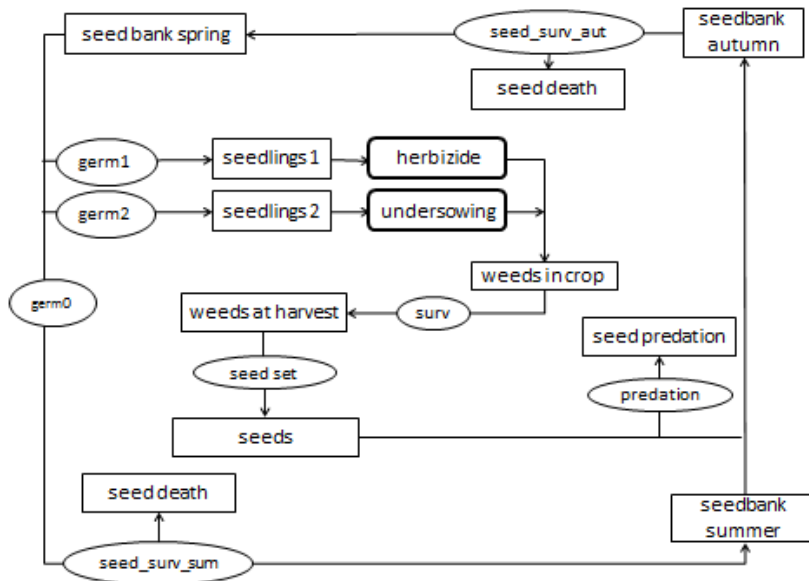 seed bank spring
seed_surv_aut
seedbank
autumn
seed death
germ1
seedlings 1
herbizide
germ2
seedlings 2
undersowing
weeds in crop
germ0
weeds at harvest
surv
seed predation
seed set
predation
seeds
seed death
seedbank
summer
seed_surv_sum